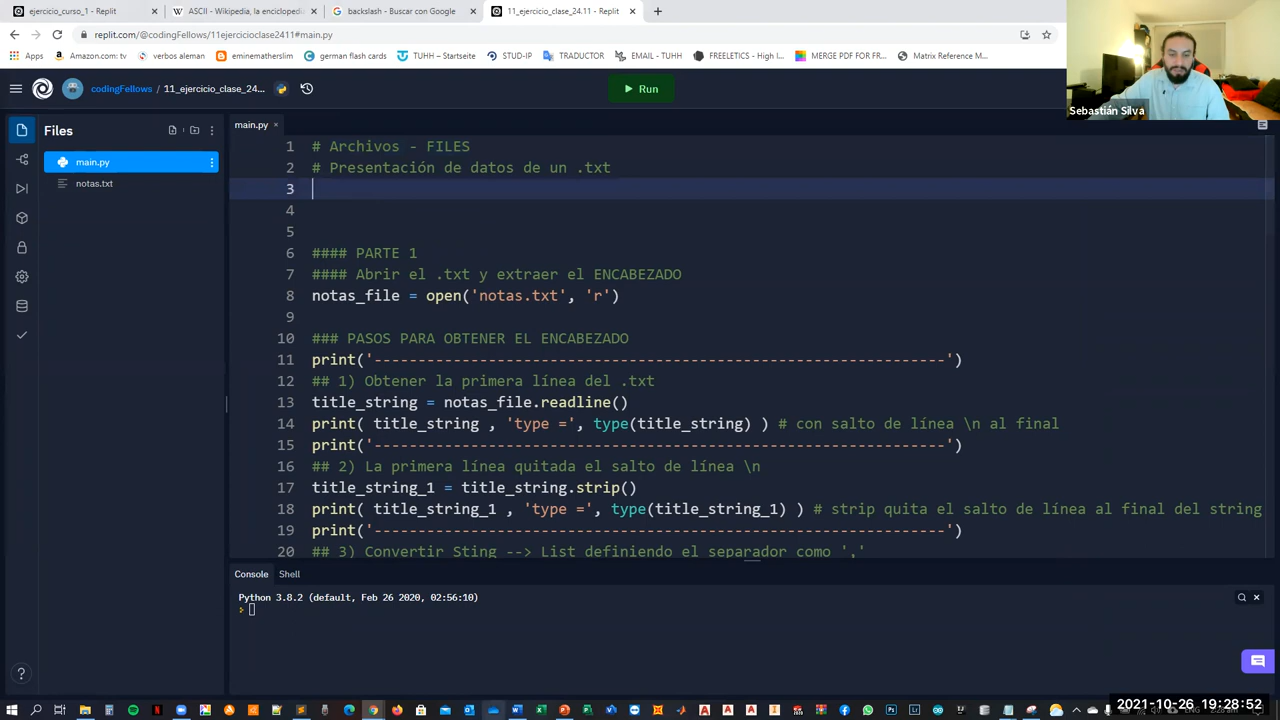 ejercicio_curso_1 - Replit
ASCII - Wikipedia, la enciclopedi
backslash - Buscar con Google
11_ejercicio_clase_24.11 - Replit
replit.com/@codingFellows/11ejercicioclase2411#main.py
Apps
Amazon.com: tv
verbos aleman
eminematherslim
german flash cards
TUHH – Startseite
STUD-IP
TRADUCTOR
EMAIL - TUHH
FREELETICS - High I...
MERGE PDF FOR FR...
Matrix Reference M...
Sebastián Silva
codingFellows / 11_ejercicio_clase_24...
Run
Files
main.py
notas.txt
main.py
1 # Archivos - FILES
2 # Presentación de datos de un .txt
3
4
5
6 #### PARTE 1
7 #### Abrir el .txt y extraer el ENCABEZADO
8 notas_file = open('notas.txt', 'r')
9
10 ### PASOS PARA OBTENER EL ENCABEZADO
11 print('-----------------------------------------------------------------')
12 ## 1) Obtener la primera línea del .txt
13 title_string = notas_file.readline()
14 print( title_string , 'type =', type(title_string) ) # con salto de línea \n al final
15 print('-----------------------------------------------------------------')
16 ## 2) La primera línea quitada el salto de línea \n
17 title_string_1 = title_string.strip()
18 print( title_string_1 , 'type =', type(title_string_1) ) # strip quita el salto de línea al final del string
19 print('-----------------------------------------------------------------')
20 ## 3) Convertir Sting --> List definiendo el separador como ','
Console
Shell
Python 3.8.2 (default, Feb 26 2020, 02:56:10)
2021-10-26 19:28:52